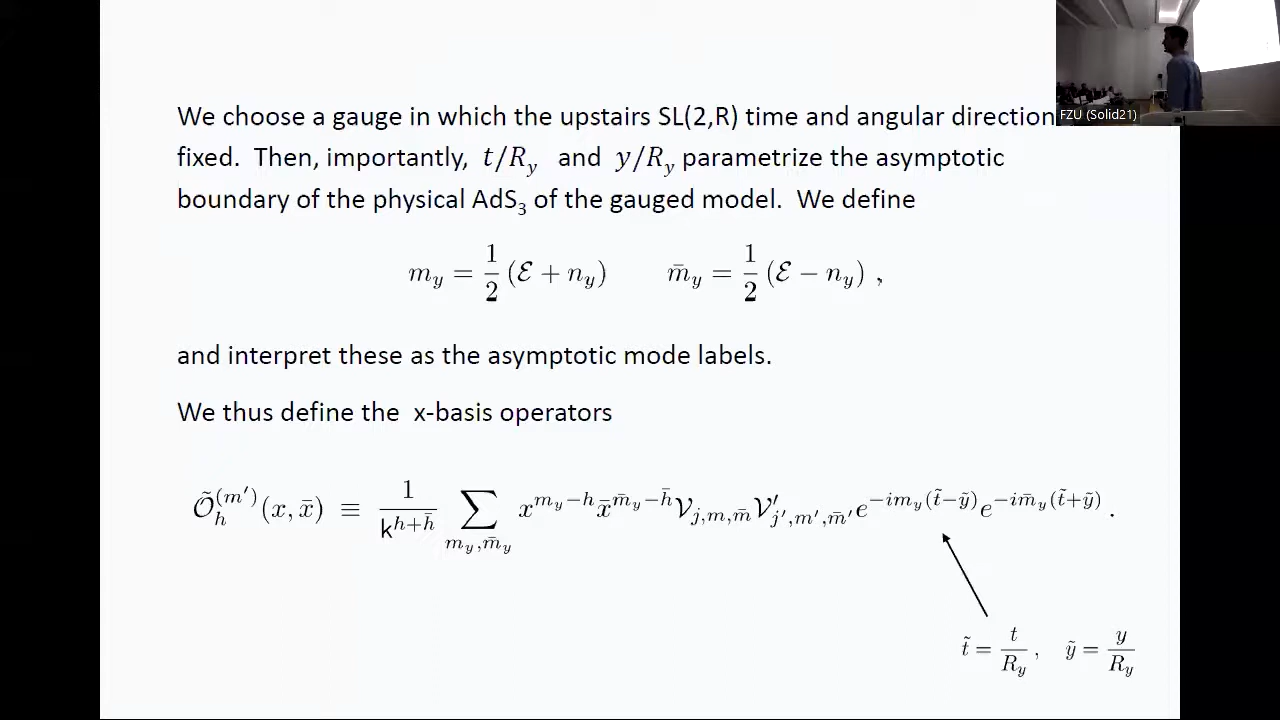 We choose a gauge in which the upstairs SL(2,R) time and angular direction
fixed. Then, importantly, t/R_y and y/R_y parametrize the asymptotic
boundary of the physical AdS₃ of the gauged model. We define
m_y = 1/2 (ℰ + n_y)    m̄_y = 1/2 (ℰ − n_y) ,
and interpret these as the asymptotic mode labels.
We thus define the x-basis operators
Õ_h^{(m′)}(x, x̄) ≡ 1/k^{h+h̄} ∑_{m_y, m̄_y} x^{m_y−h} x̄^{m̄_y−h̄} 𝒱_{j,m,m̄} 𝒱′_{j′,m′,m̄′} e^{−im_y(t̃−ỹ)} e^{−im̄_y(t̃+ỹ)} .
t̃ = t/R_y , ỹ = y/R_y
FZU (Solid21)